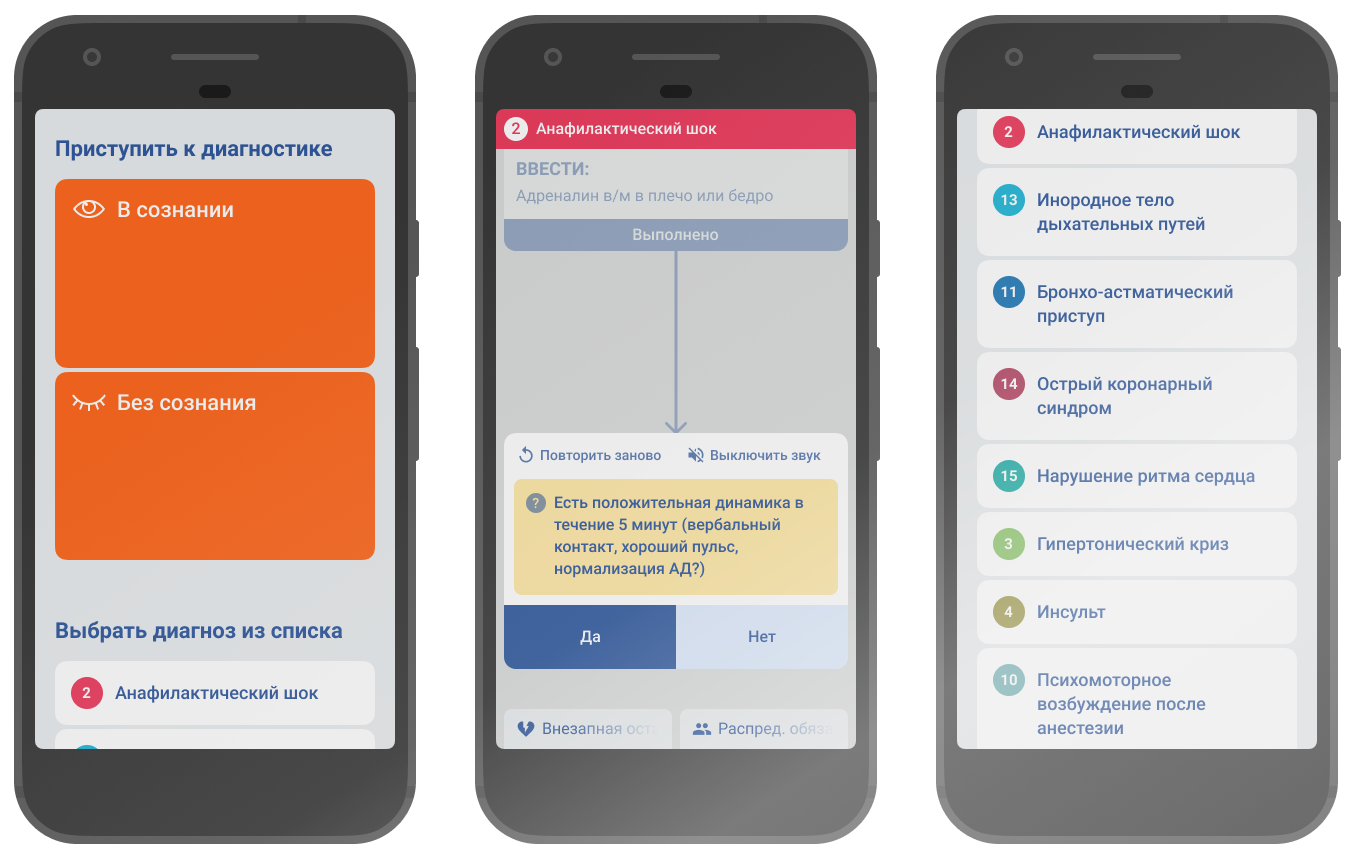 Приступить к диагностике
В сознании
Без сознания
Выбрать диагноз из списка
2 Анафилактический шок
2 Анафилактический шок
ВВЕСТИ:
Адреналин в/м в плечо или бедро
Выполнено
Повторить заново
Выключить звук
? Есть положительная динамика в
течение 5 минут (вербальный
контакт, хороший пульс,
нормализация АД?)
Да
Нет
Внезапная
Распред.
2 Анафилактический шок
13 Инородное тело
дыхательных путей
11 Бронхо-астматический
приступ
14 Острый коронарный
синдром
15 Нарушение ритма сердца
3 Гипертонический криз
4 Инсульт
10 Психомоторное
возбуждение после
анестезии